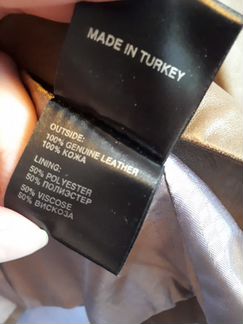 MADE IN TURKEY
OUTSIDE:
100% GENUINE LEATHER
100% КОЖА
LINING:
50% POLYESTER
50% ПОЛИЭСТЕР
50% VISCOSE
50% ВИСКОЗА